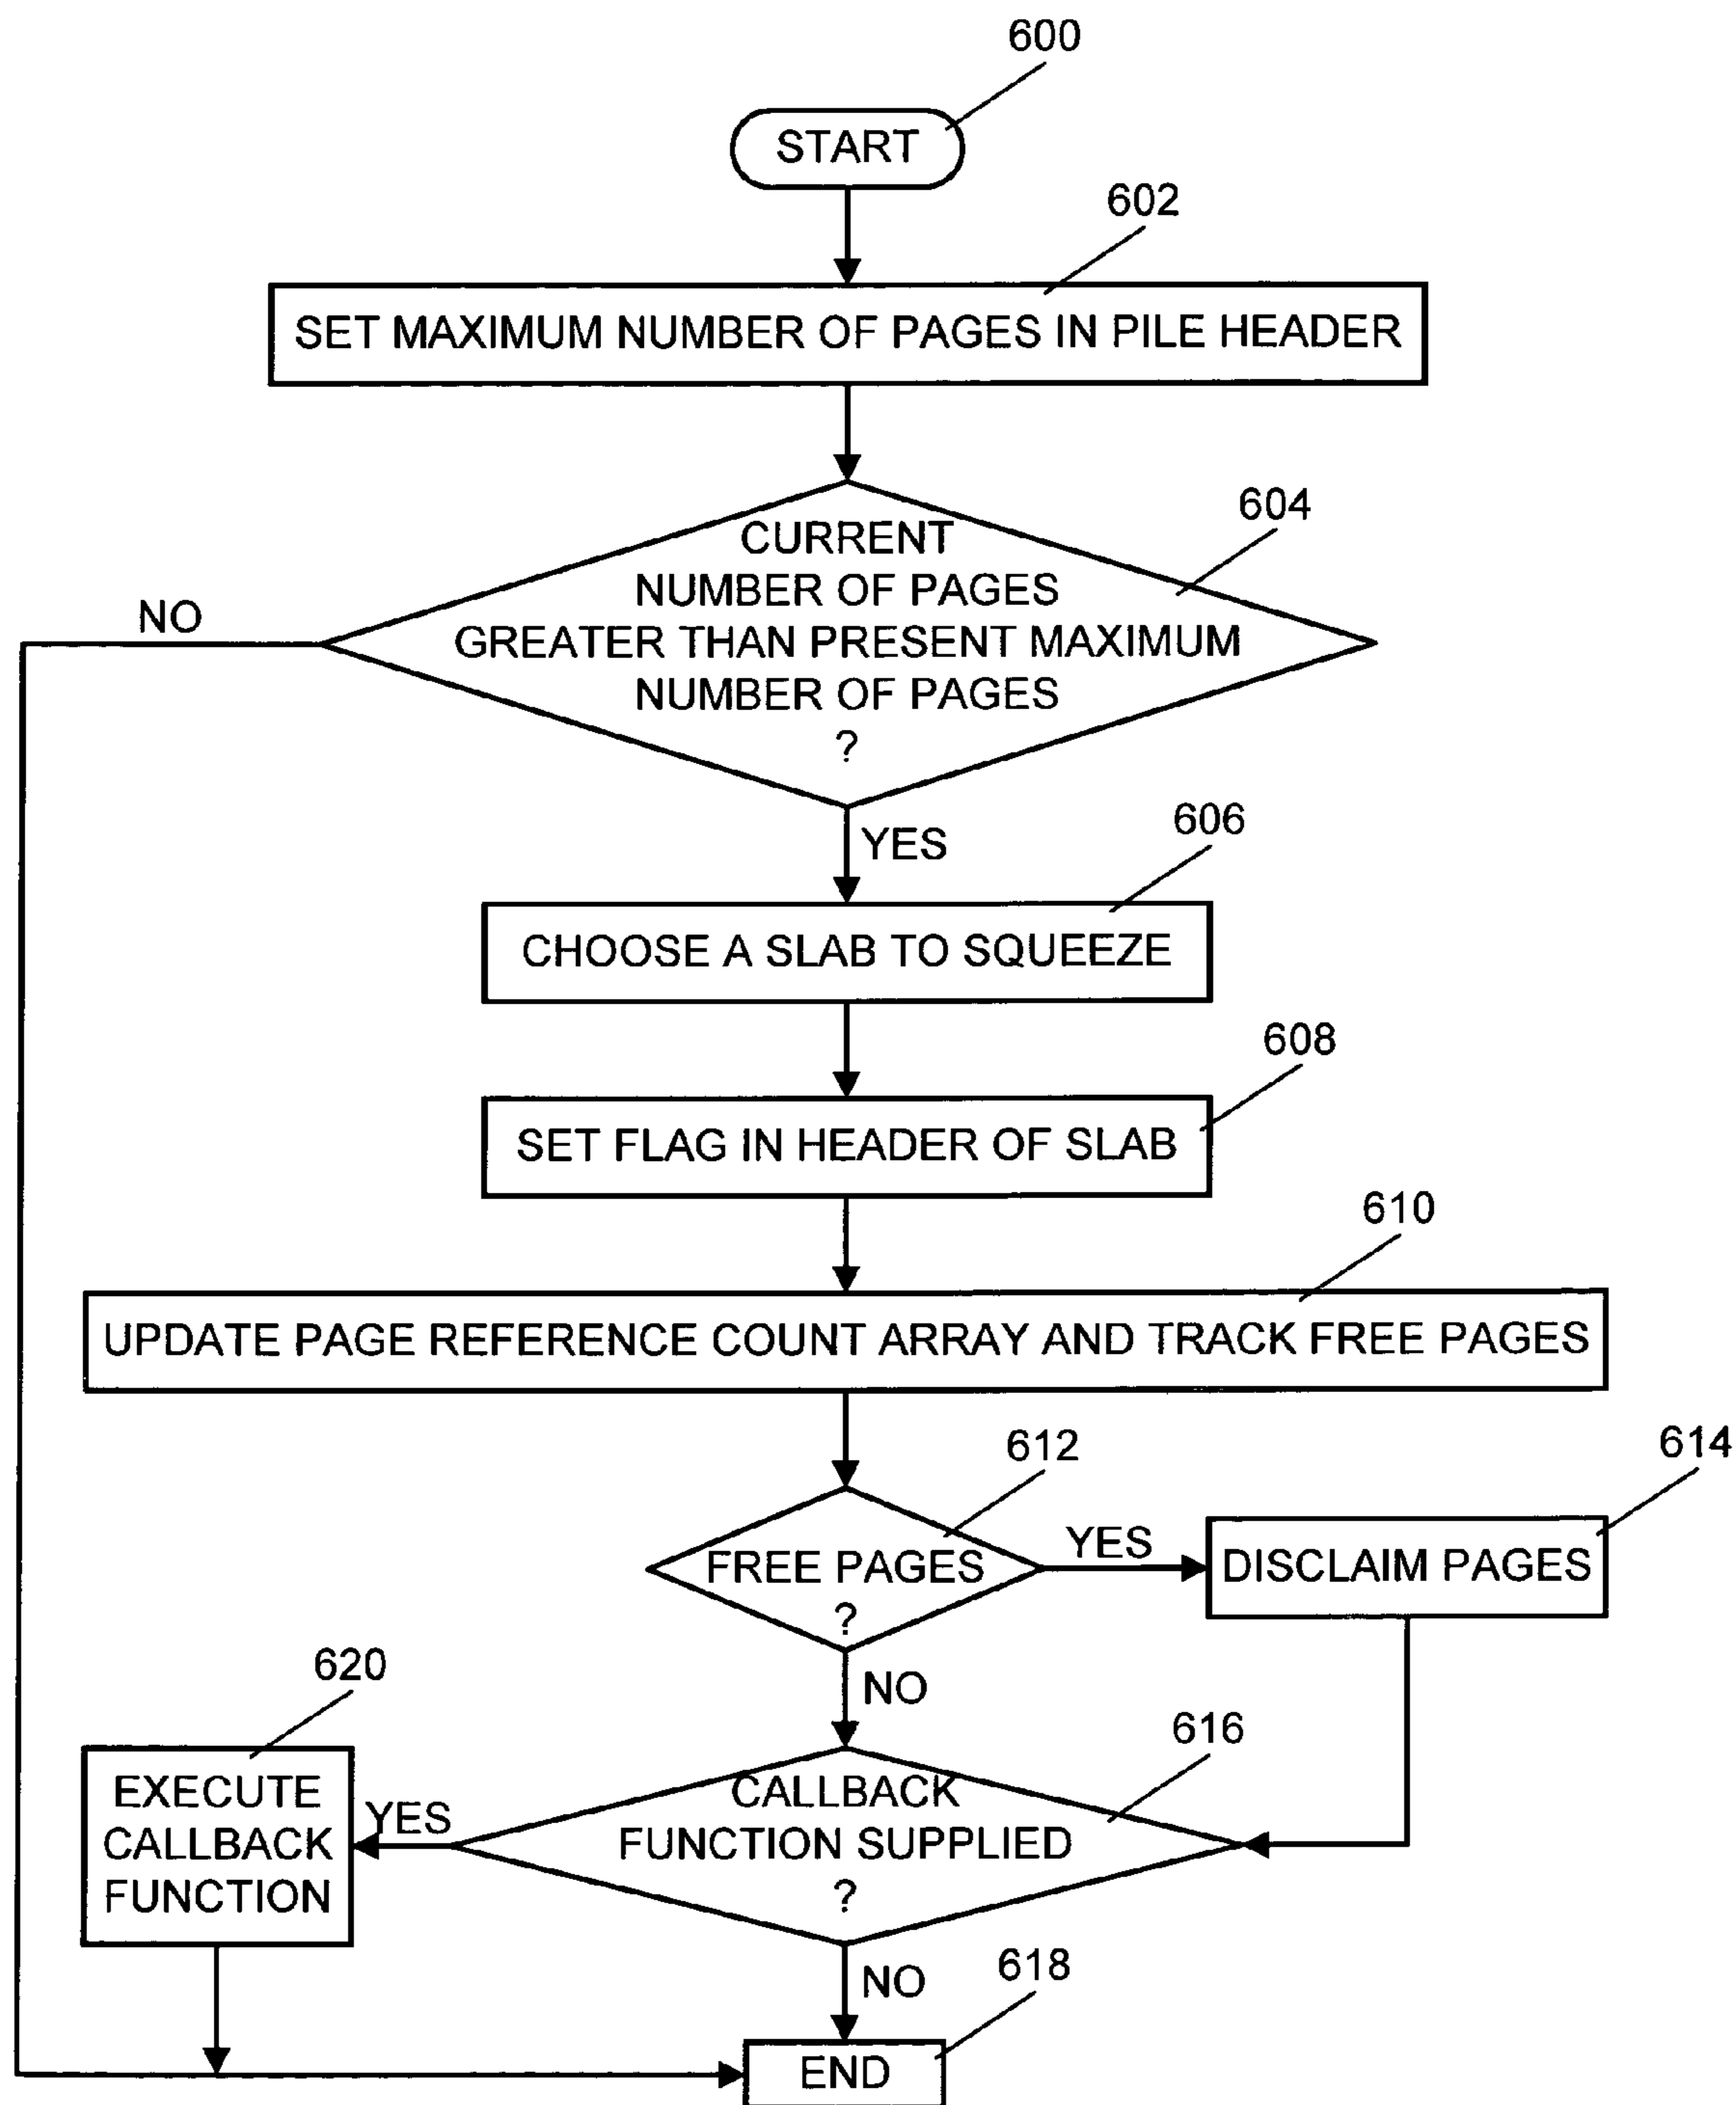 600
START
602
SET MAXIMUM NUMBER OF PAGES IN PILE HEADER
604
CURRENT
NUMBER OF PAGES
GREATER THAN PRESENT MAXIMUM
NUMBER OF PAGES
?
NO
YES
606
CHOOSE A SLAB TO SQUEEZE
608
SET FLAG IN HEADER OF SLAB
610
UPDATE PAGE REFERENCE COUNT ARRAY AND TRACK FREE PAGES
612
FREE PAGES
?
YES
614
DISCLAIM PAGES
NO
616
CALLBACK
FUNCTION SUPPLIED
?
YES
620
EXECUTE
CALLBACK
FUNCTION
NO
618
END